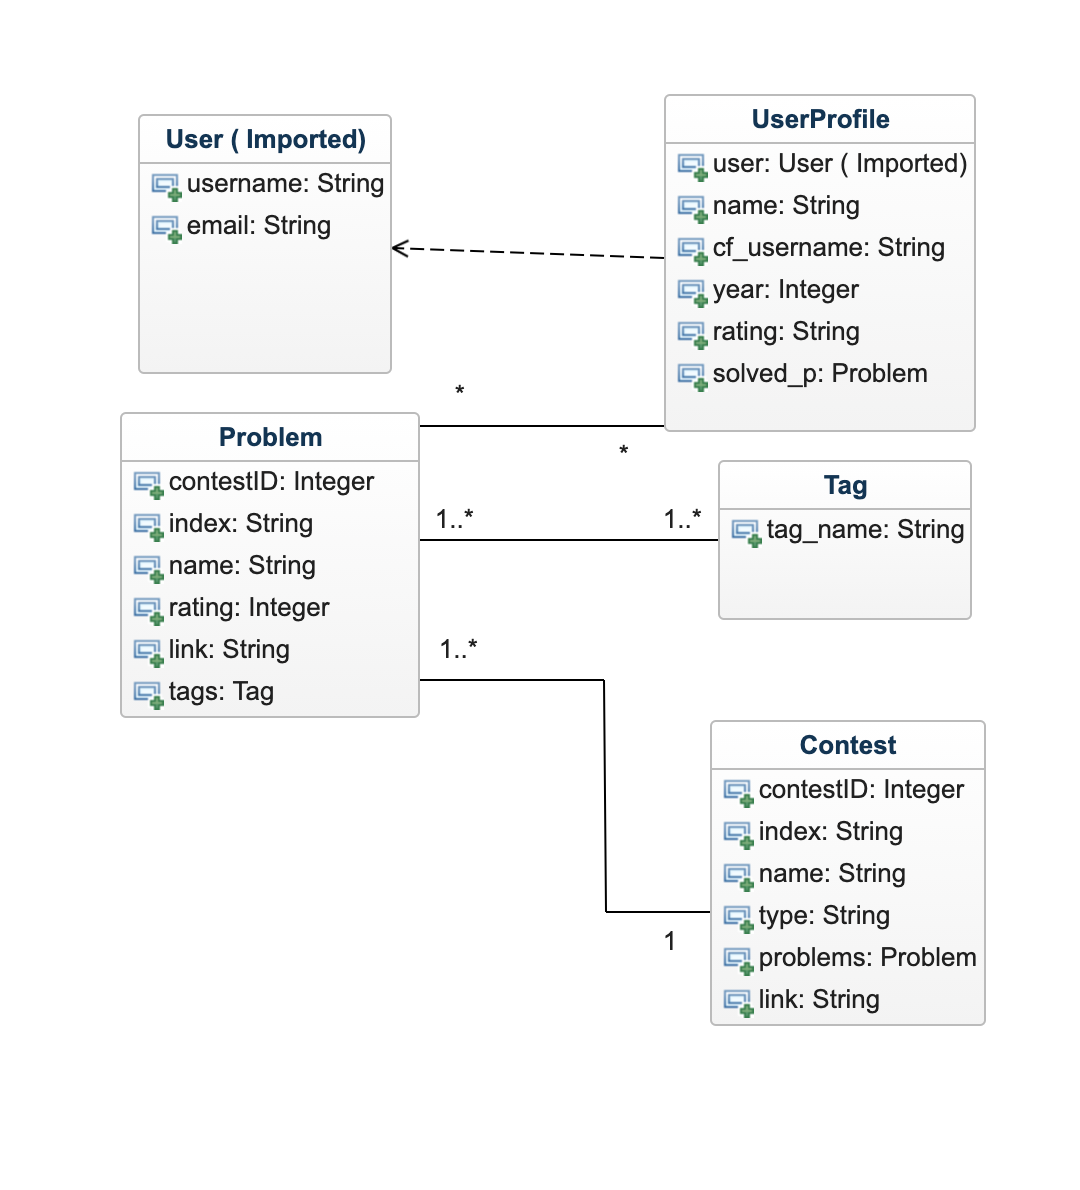 User ( Imported)
username: String
email: String
UserProfile
user: User ( Imported)
name: String
cf_username: String
year: Integer
rating: String
solved_p: Problem
*
*
Problem
contestID: Integer
index: String
name: String
rating: Integer
link: String
tags: Tag
1..*
1..*
Tag
tag_name: String
1..*
1
Contest
contestID: Integer
index: String
name: String
type: String
problems: Problem
link: String